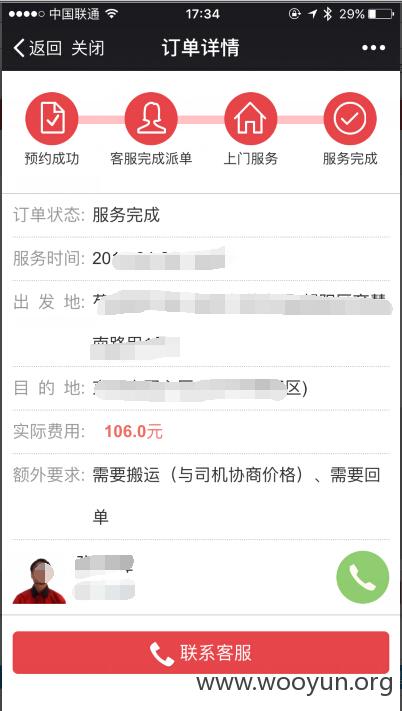 中国联通 17:34 29%
返回 关闭 订单详情
预约成功 客服完成派单 上门服务 服务完成
订单状态: 服务完成
服务时间: 20
出发地:
南路
目的地: 区)
实际费用: 106.0元
额外要求: 需要搬运（与司机协商价格）、需要回
单
联系客服
www.wooyun.org